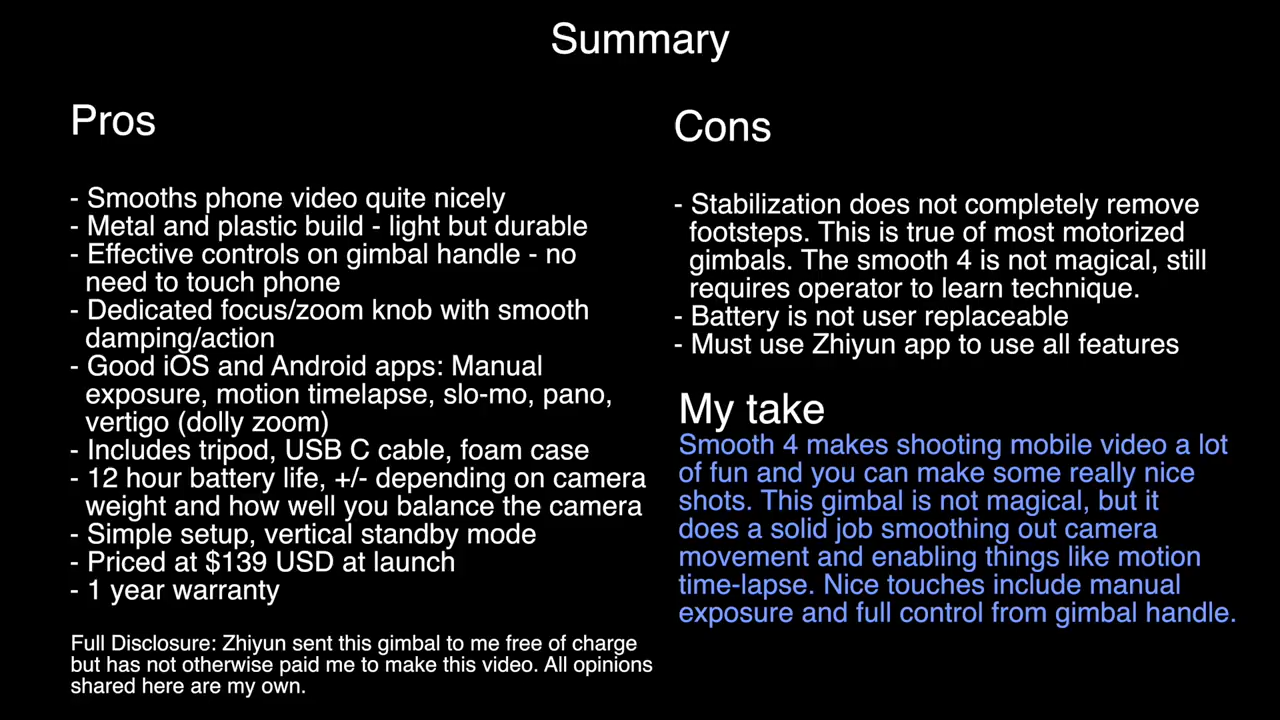 Summary
Pros
- Smooths phone video quite nicely
- Metal and plastic build - light but durable
- Effective controls on gimbal handle - no
need to touch phone
- Dedicated focus/zoom knob with smooth
damping/action
- Good iOS and Android apps: Manual
exposure, motion timelapse, slo-mo, pano,
vertigo (dolly zoom)
- Includes tripod, USB C cable, foam case
- 12 hour battery life, +/- depending on camera
weight and how well you balance the camera
- Simple setup, vertical standby mode
- Priced at $139 USD at launch
- 1 year warranty
Full Disclosure: Zhiyun sent this gimbal to me free of charge
but has not otherwise paid me to make this video. All opinions
shared here are my own.
Cons
- Stabilization does not completely remove
footsteps. This is true of most motorized
gimbals. The smooth 4 is not magical, still
requires operator to learn technique.
- Battery is not user replaceable
- Must use Zhiyun app to use all features
My take
Smooth 4 makes shooting mobile video a lot
of fun and you can make some really nice
shots. This gimbal is not magical, but it
does a solid job smoothing out camera
movement and enabling things like motion
time-lapse. Nice touches include manual
exposure and full control from gimbal handle.